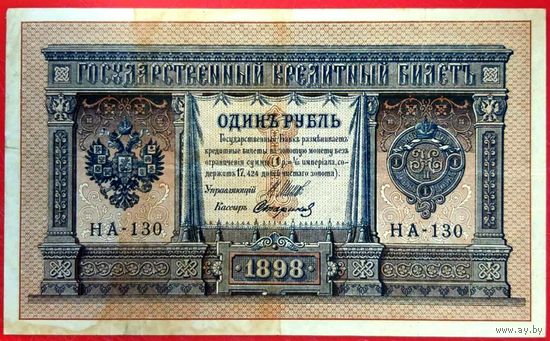 ГОСУДАРСТВЕННЫЙ КРЕДИТНЫЙ БИЛЕТЪ
ОДИНЪ РУБЛЬ
Государственный Банкъ размѣниваетъ
кредитные билеты на золотую монету безъ
ограниченія суммы (1 р.= 1/15 имперіала, со-
держитъ 17,424 долей чистаго золота).
Управляющій
Кассиръ
НА-130
НА-130
1898
www.ay.by